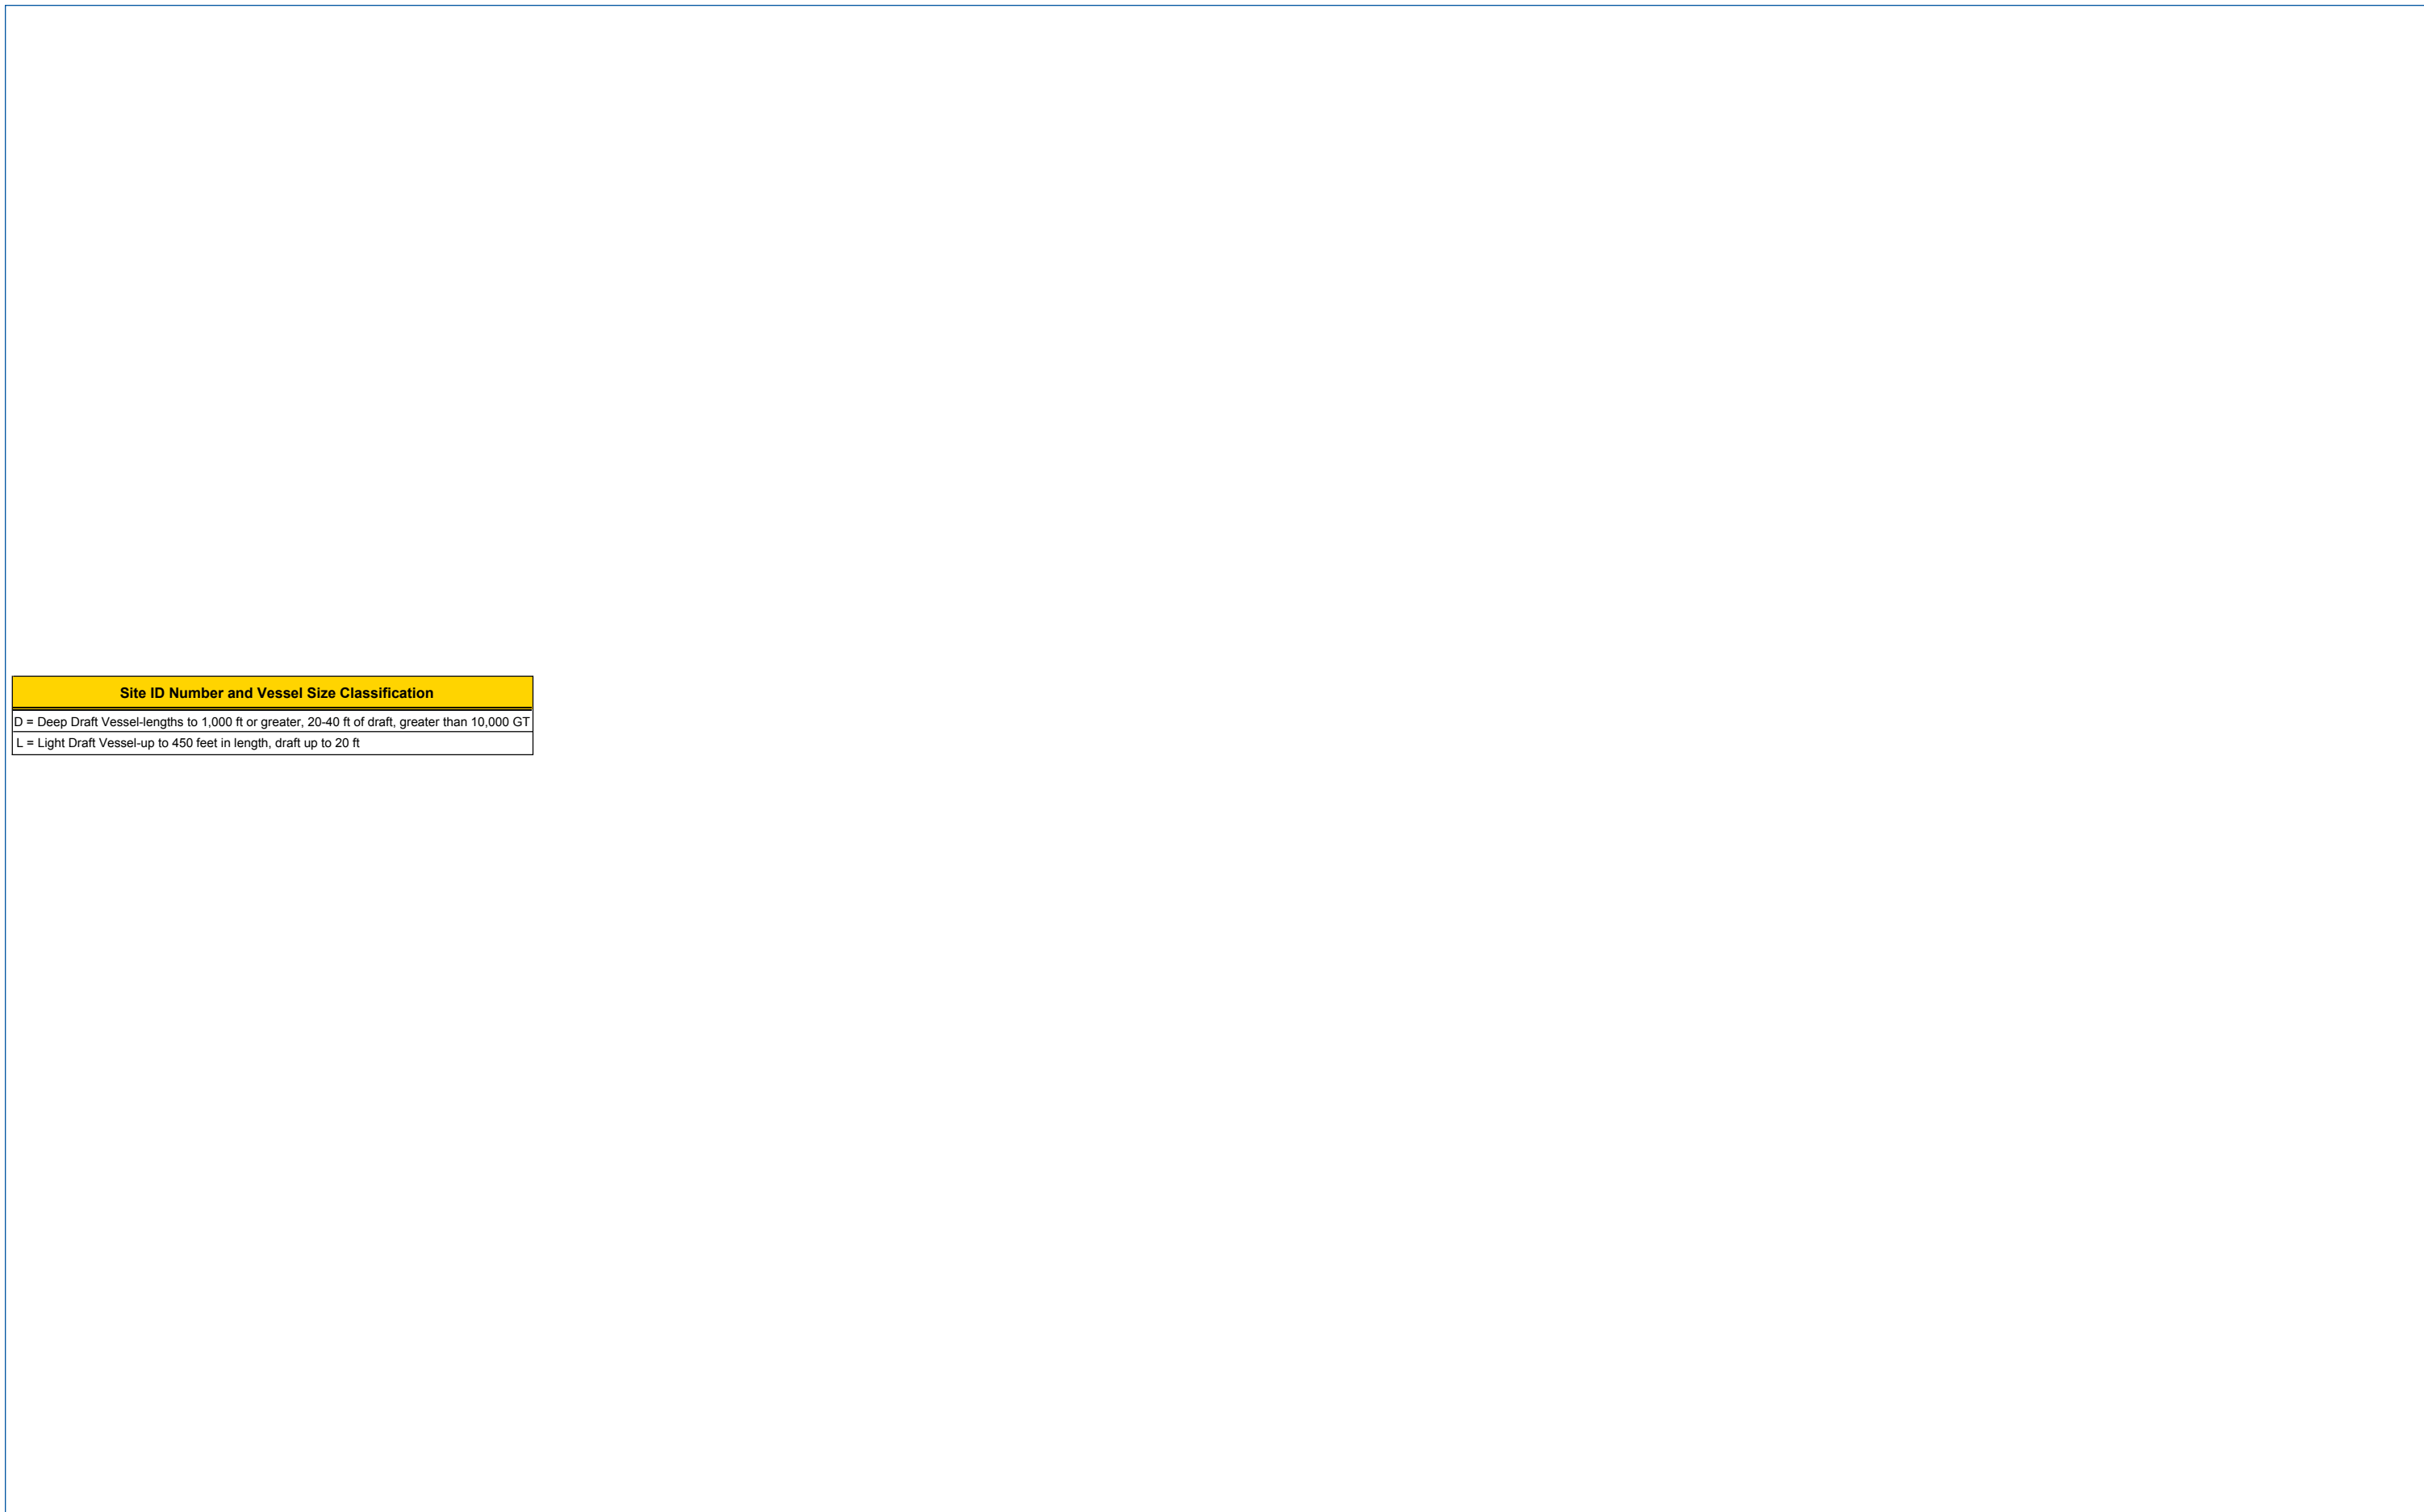 Site ID Number and Vessel Size Classification
D = Deep Draft Vessel-lengths to 1,000 ft or greater, 20-40 ft of draft, greater than 10,000 GT
L = Light Draft Vessel-up to 450 feet in length, draft up to 20 ft